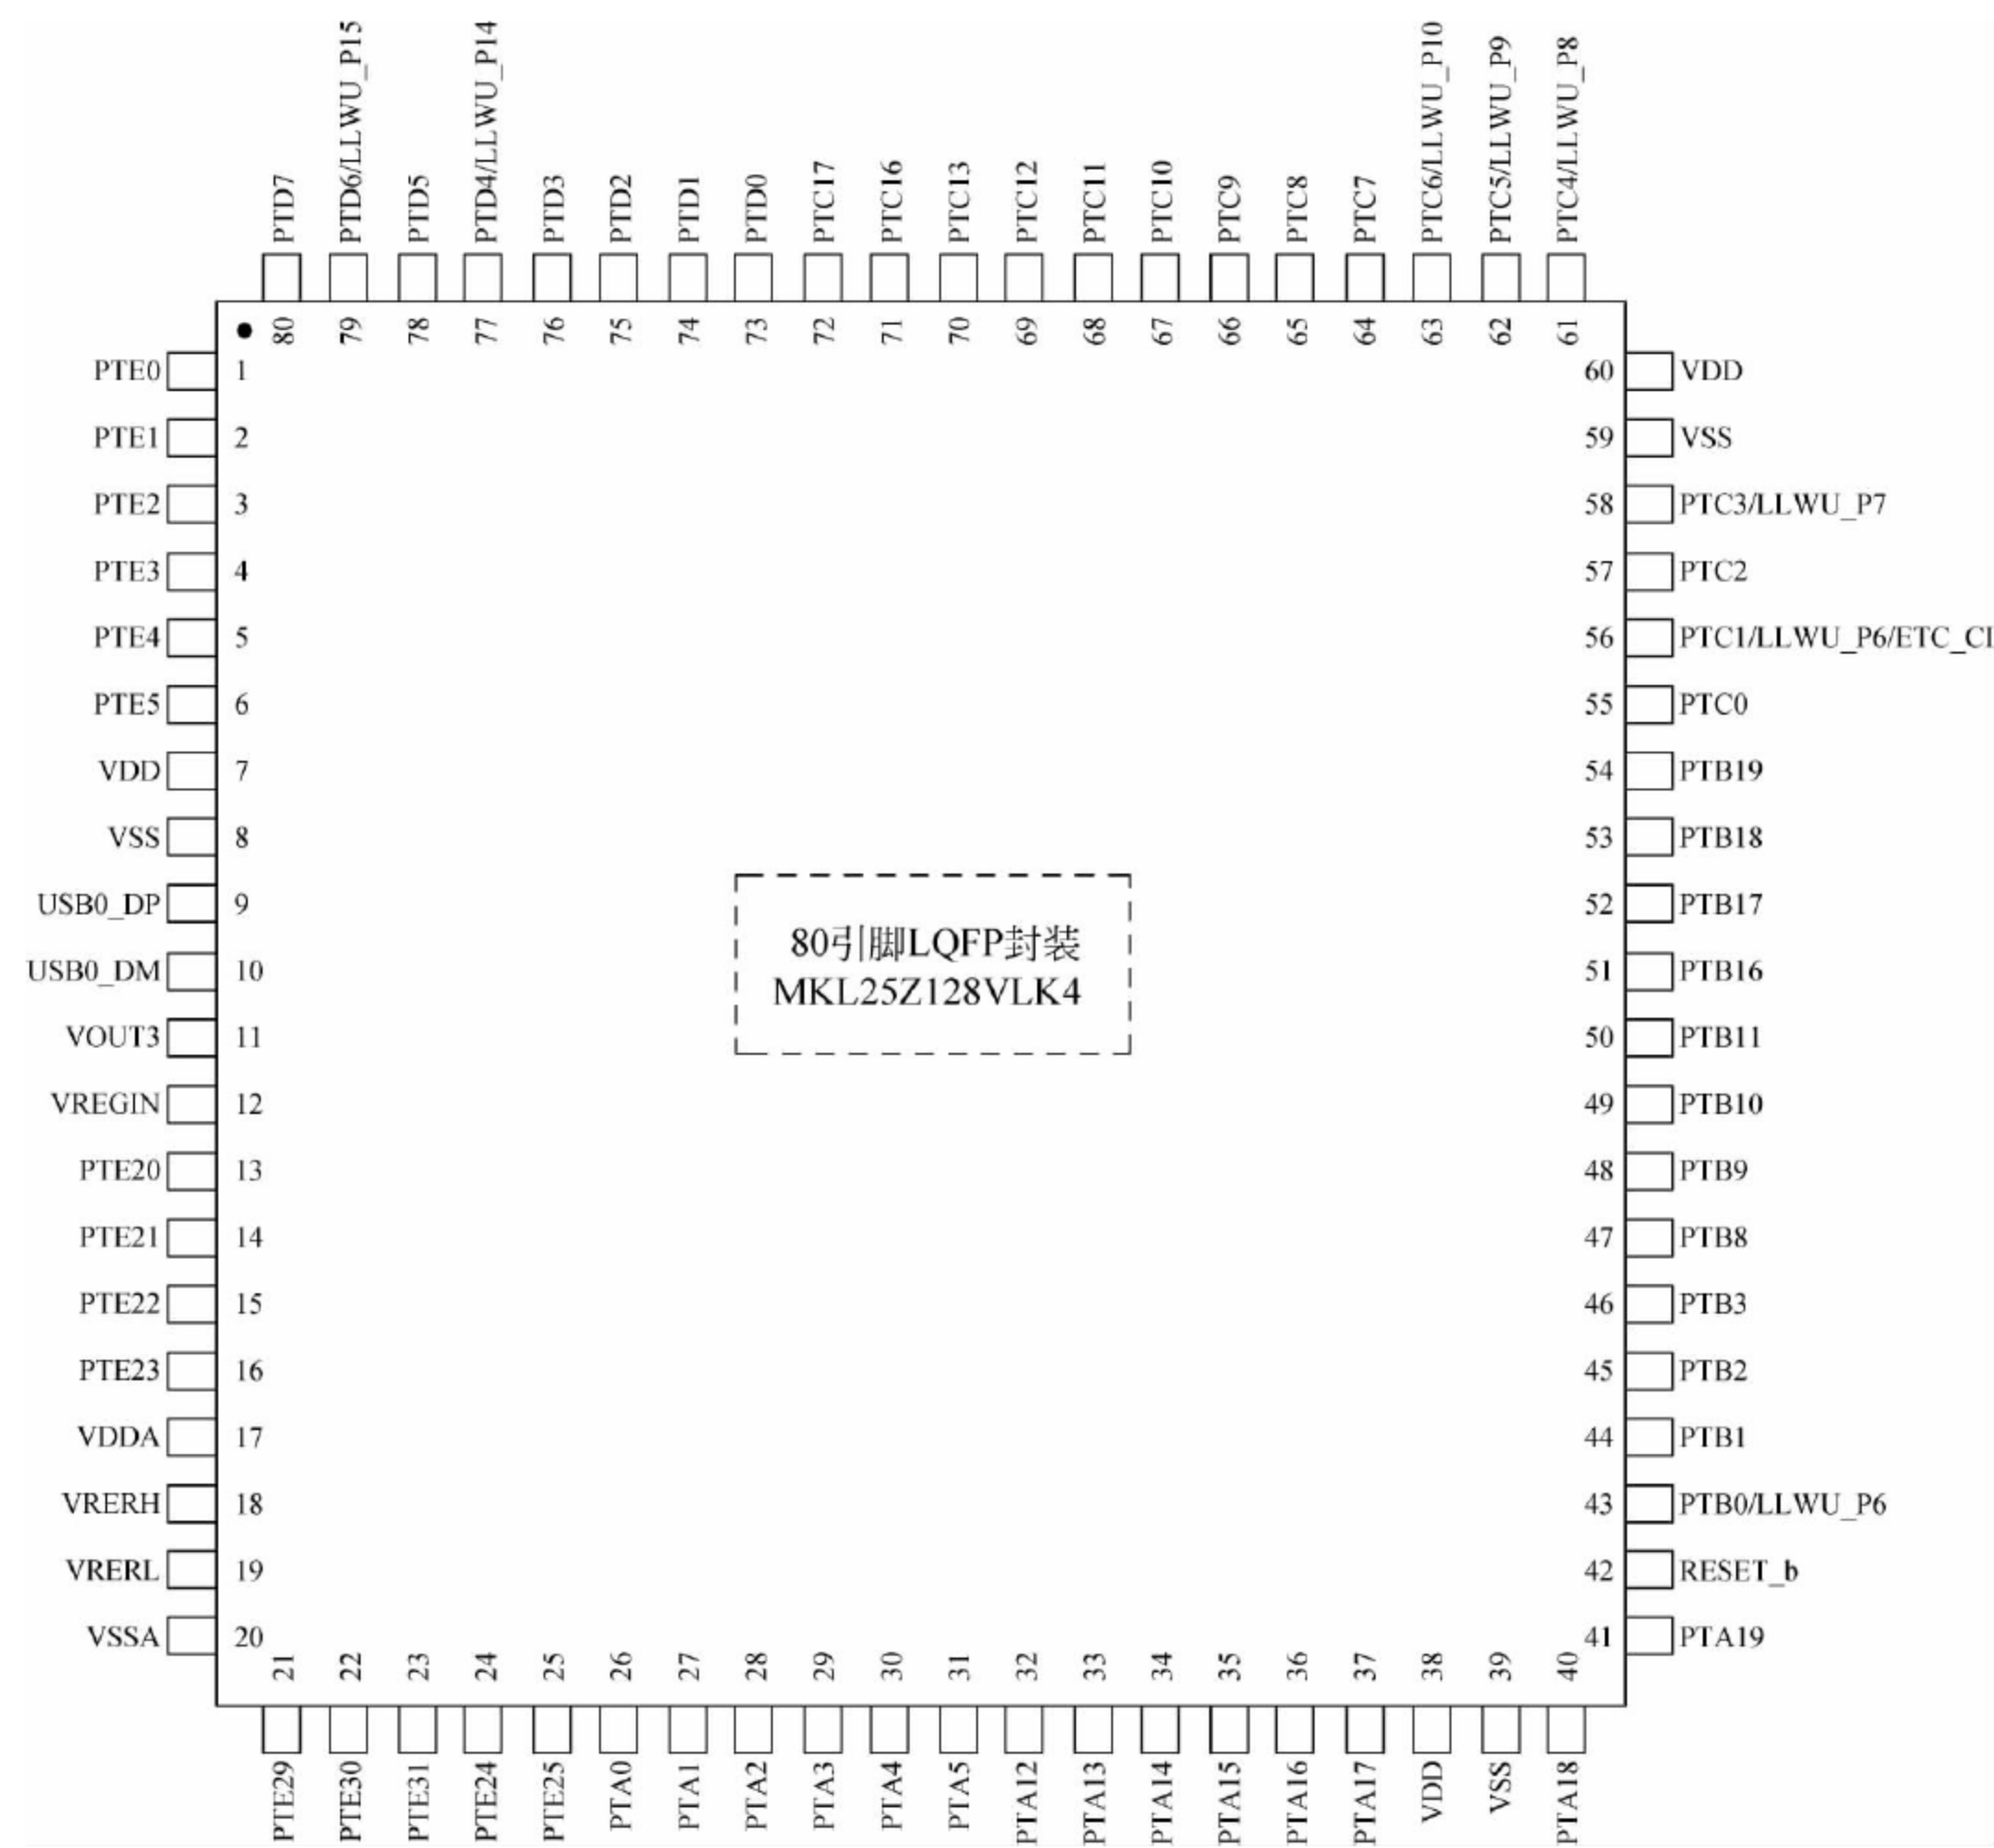 PTD7
PTD6/LLWU_P15
PTD5
PTD4/LLWU_P14
PTD3
PTD2
PTD1
PTD0
PTC17
PTC16
PTC13
PTC12
PTC11
PTC10
PTC9
PTC8
PTC7
PTC6/LLWU_P10
PTC5/LLWU_P9
PTC4/LLWU_P8
80
79
78
77
76
75
74
73
72
71
70
69
68
67
66
65
64
63
62
61
PTE0 1
PTE1 2
PTE2 3
PTE3 4
PTE4 5
PTE5 6
VDD 7
VSS 8
USB0_DP 9
USB0_DM 10
VOUT3 11
VREGIN 12
PTE20 13
PTE21 14
PTE22 15
PTE23 16
VDDA 17
VRERH 18
VRERL 19
VSSA 20
80引脚LQFP封装
MKL25Z128VLK4
60 VDD
59 VSS
58 PTC3/LLWU_P7
57 PTC2
56 PTC1/LLWU_P6/ETC_CI
55 PTC0
54 PTB19
53 PTB18
52 PTB17
51 PTB16
50 PTB11
49 PTB10
48 PTB9
47 PTB8
46 PTB3
45 PTB2
44 PTB1
43 PTB0/LLWU_P6
42 RESET_b
41 PTA19
21
22
23
24
25
26
27
28
29
30
31
32
33
34
35
36
37
38
39
40
PTE29
PTE30
PTE31
PTE24
PTE25
PTA0
PTA1
PTA2
PTA3
PTA4
PTA5
PTA12
PTA13
PTA14
PTA15
PTA16
PTA17
VDD
VSS
PTA18